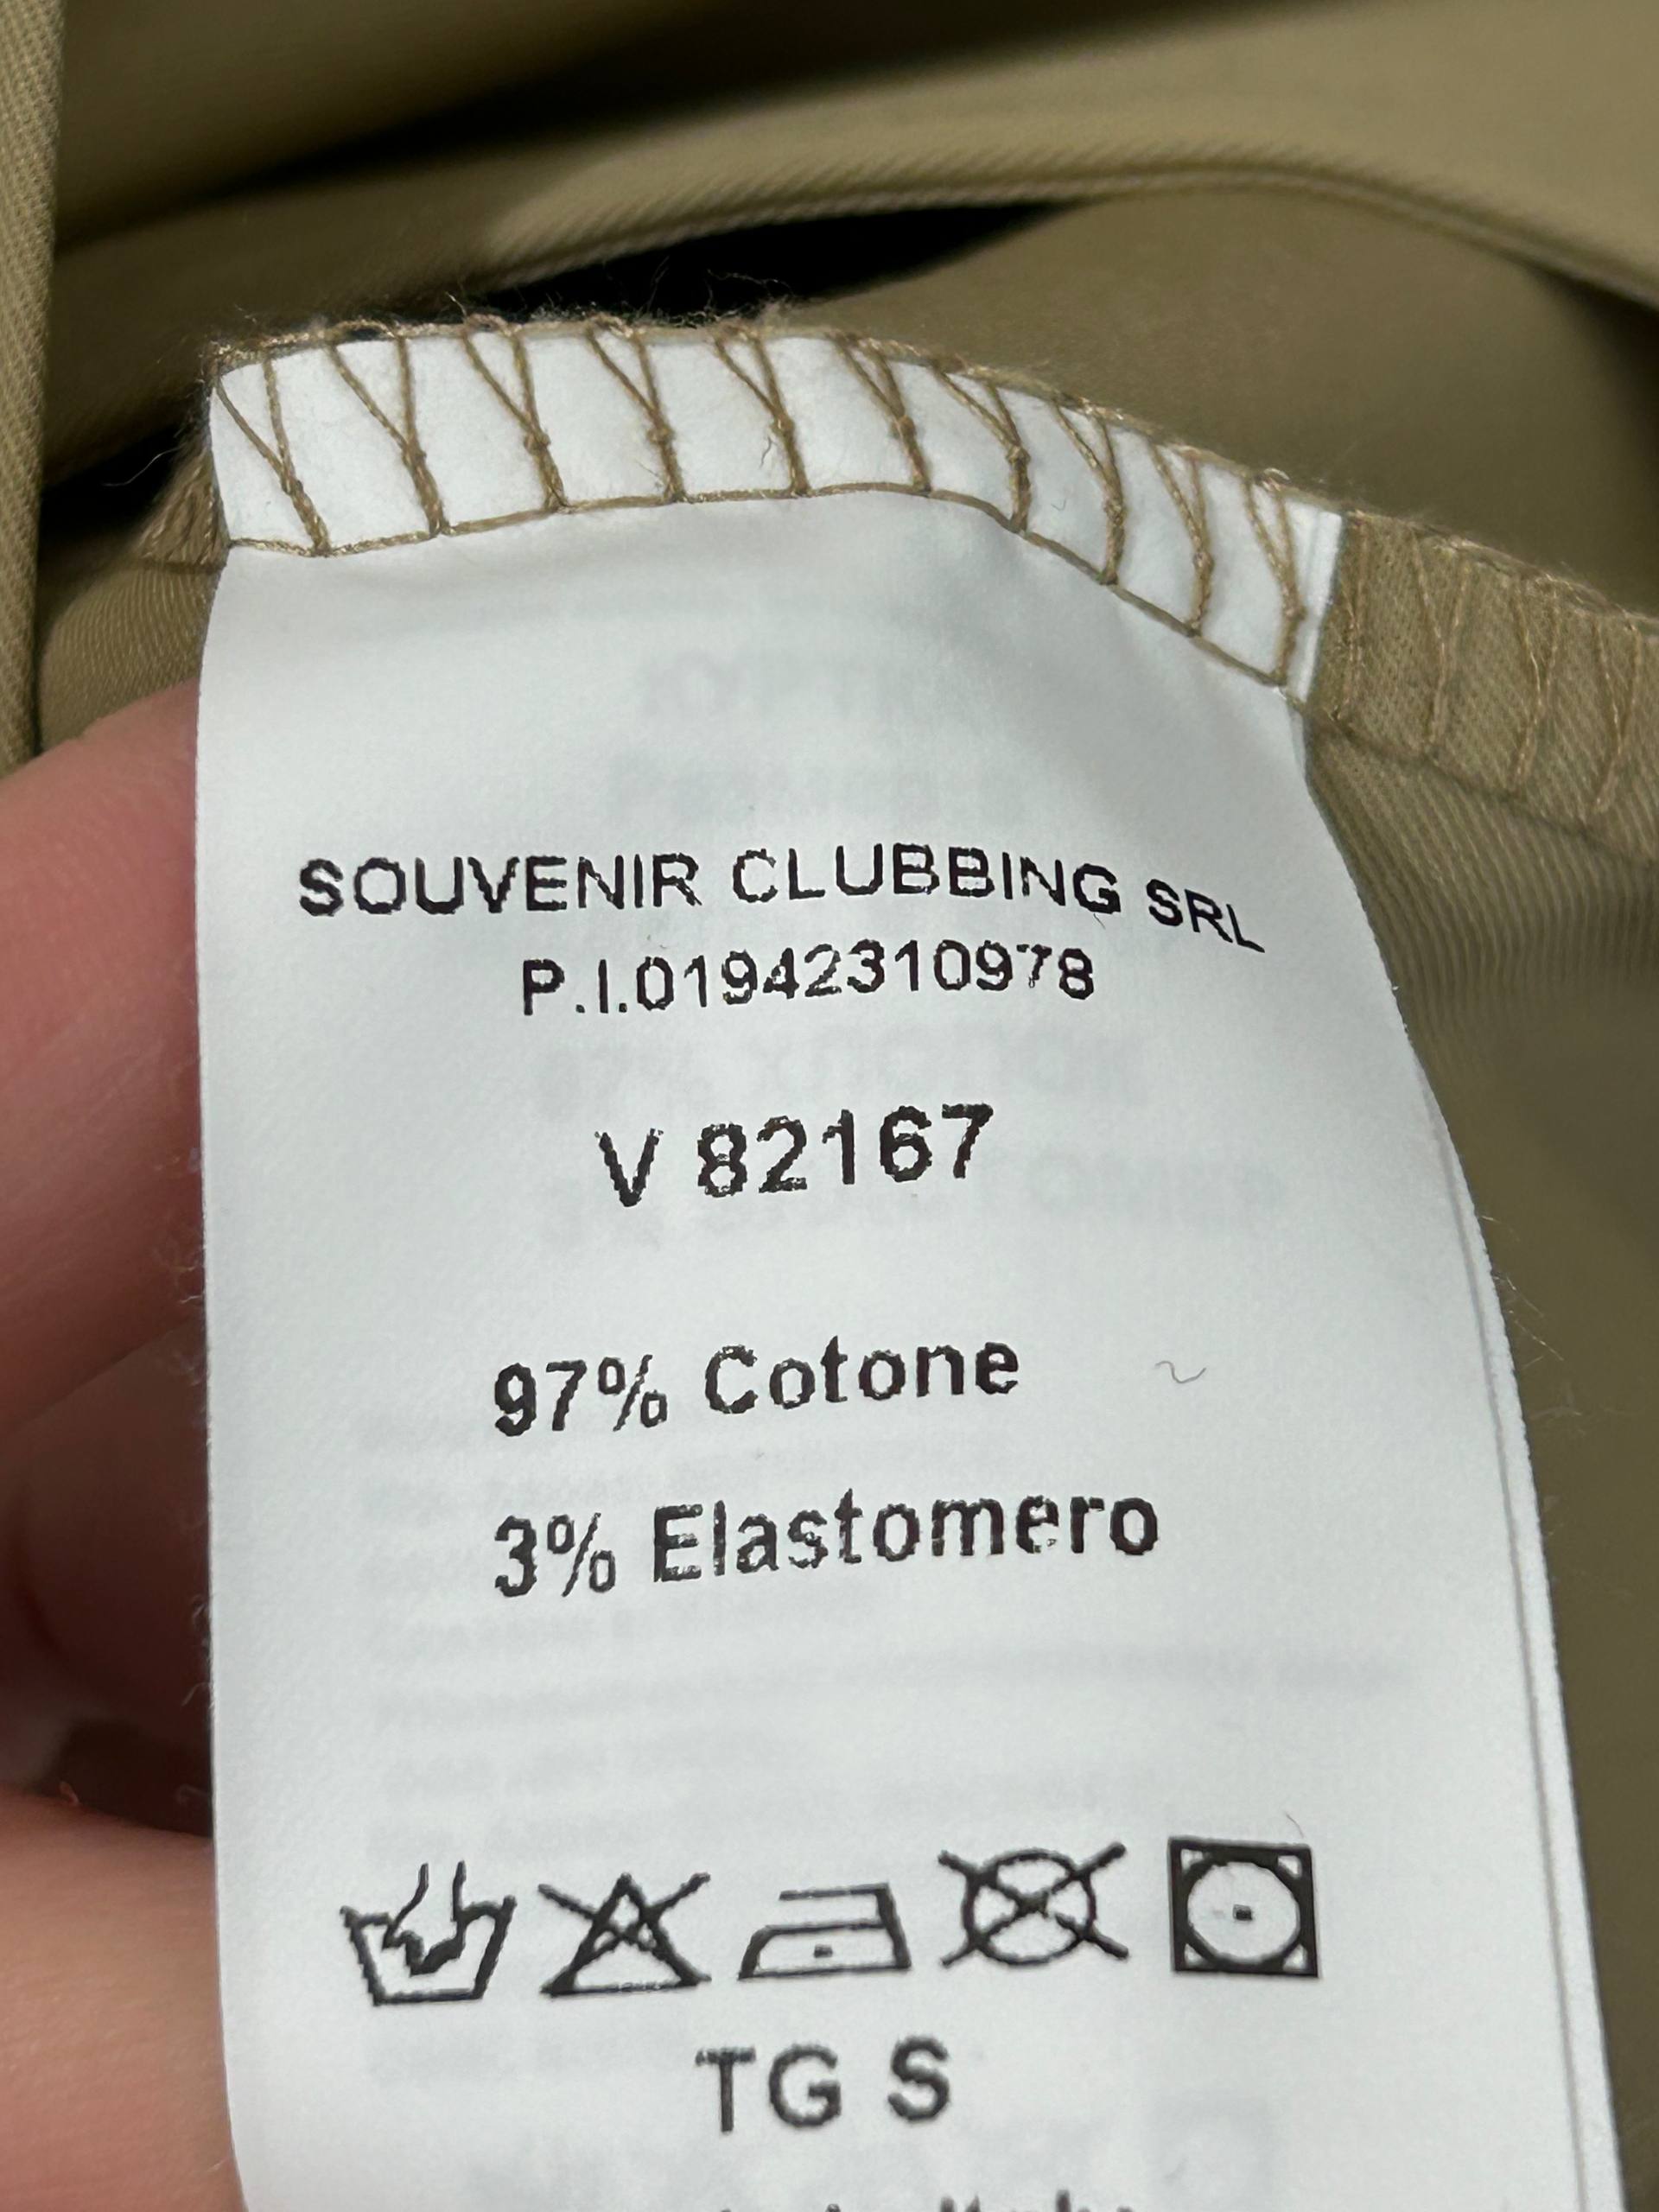 SOUVENIR CLUBBING SRL
P.I.01942310978
V 82167
97% Cotone
3% Elastomero
TG S